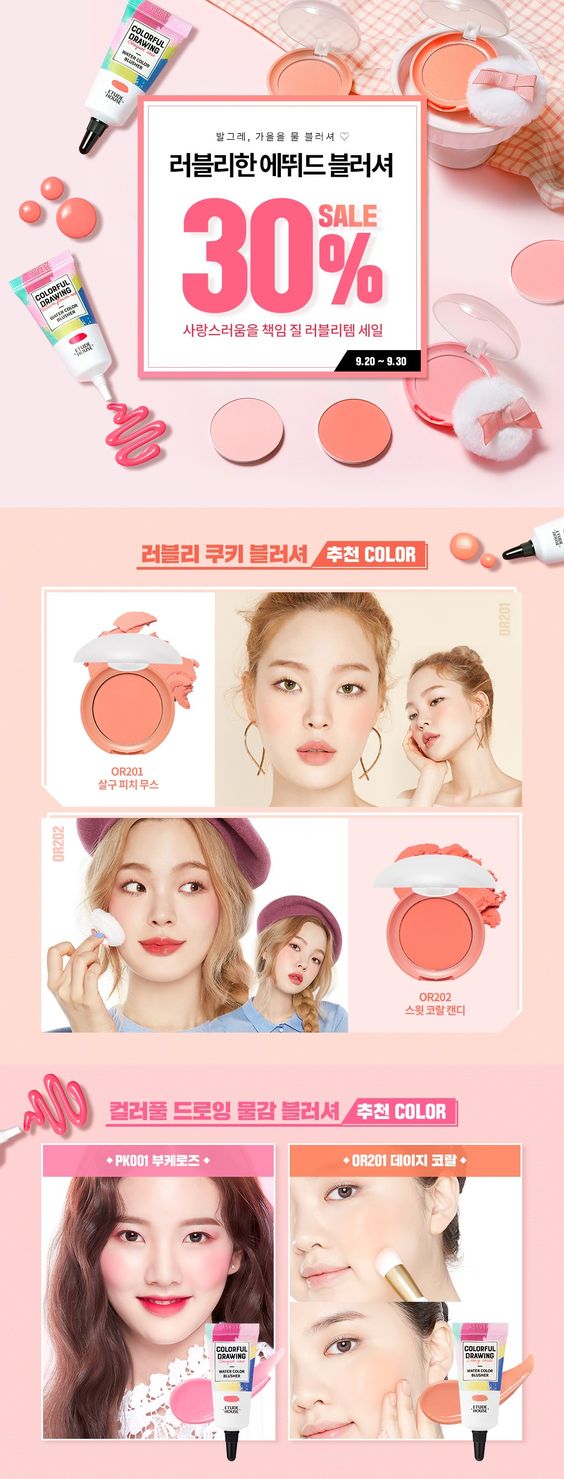 COLORFUL
DRAWING
WATER COLOR
BLUSHER
ETUDE
HOUSE
발그레, 가을을 물 블러셔 ♡
러블리한 에뛰드 블러셔
30%
SALE
사랑스러움을 책임 질 러블리템 세일
9.20 ~ 9.30
COLORFUL
DRAWING
WATER COLOR
BLUSHER
ETUDE
HOUSE
러블리 쿠키 블러셔 추천 COLOR
OR201
OR201
살구 피치 무스
OR202
OR202
스윗 코랄 캔디
컬러풀 드로잉 물감 블러셔 추천 COLOR
PK001 부케로즈
OR201 데이지 코랄
COLORFUL
DRAWING
WATER COLOR
BLUSHER
ETUDE
HOUSE
COLORFUL
DRAWING
WATER COLOR
BLUSHER
ETUDE
HOUSE